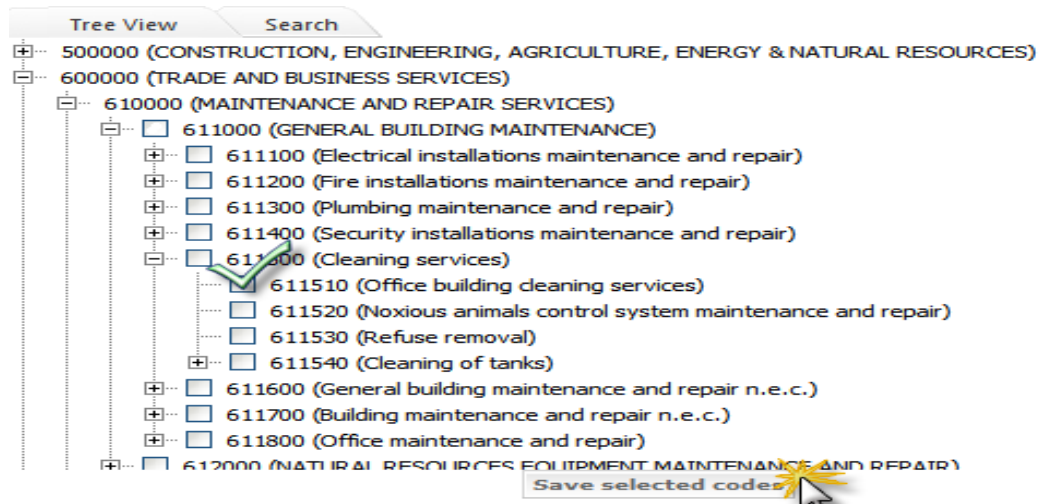 Tree View Search
500000 (CONSTRUCTION, ENGINEERING, AGRICULTURE, ENERGY & NATURAL RESOURCES)
600000 (TRADE AND BUSINESS SERVICES)
610000 (MAINTENANCE AND REPAIR SERVICES)
611000 (GENERAL BUILDING MAINTENANCE)
611100 (Electrical installations maintenance and repair)
611200 (Fire installations maintenance and repair)
611300 (Plumbing maintenance and repair)
611400 (Security installations maintenance and repair)
611500 (Cleaning services)
611510 (Office building cleaning services)
611520 (Noxious animals control system maintenance and repair)
611530 (Refuse removal)
611540 (Cleaning of tanks)
611600 (General building maintenance and repair n.e.c.)
611700 (Building maintenance and repair n.e.c.)
611800 (Office maintenance and repair)
612000 (NATURAL RESOURCES EQUIPMENT MAINTENANCE AND REPAIR)
Save selected codes